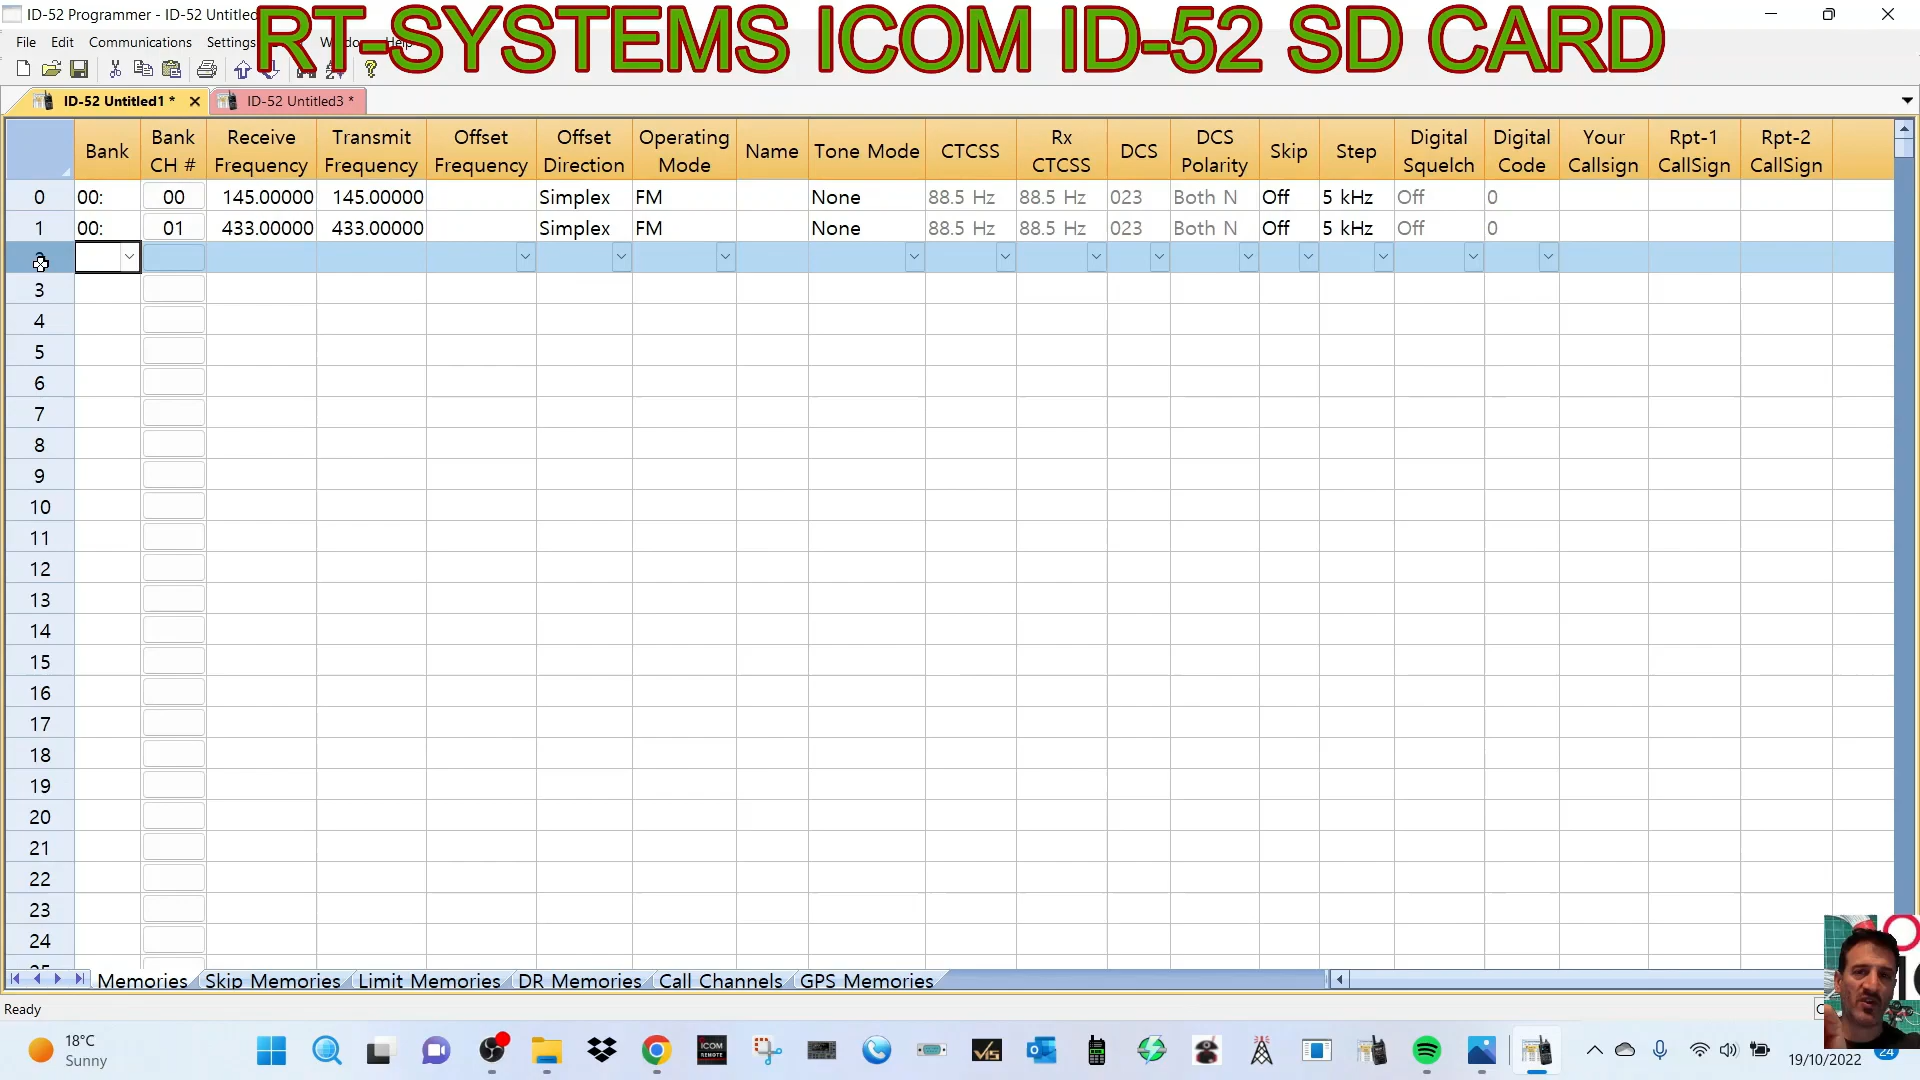 ID-52 Programmer - ID-52 Untitle
RT-SYSTEMS ICOM ID-52 SD CARD
File Edit Communications Settings Help
ID-52 Untitled1 * ID-52 Untitled3 *
Bank Bank CH # Receive Frequency Transmit Frequency Offset Frequency Offset Direction Operating Mode Name Tone Mode CTCSS Rx CTCSS DCS DCS Polarity Skip Step Digital Squelch Digital Code Your Callsign Rpt-1 CallSign Rpt-2 CallSign
0 00: 00 145.00000 145.00000 Simplex FM None 88.5 Hz 88.5 Hz 023 Both N Off 5 kHz Off 0
1 00: 01 433.00000 433.00000 Simplex FM None 88.5 Hz 88.5 Hz 023 Both N Off 5 kHz Off 0
3
4
5
6
7
8
9
10
11
12
13
14
15
16
17
18
19
20
21
22
23
24
Memories Skip Memories Limit Memories DR Memories Call Channels GPS Memories
Ready
18°C
Sunny
ICOM
REMOTE
19/10/2022
24